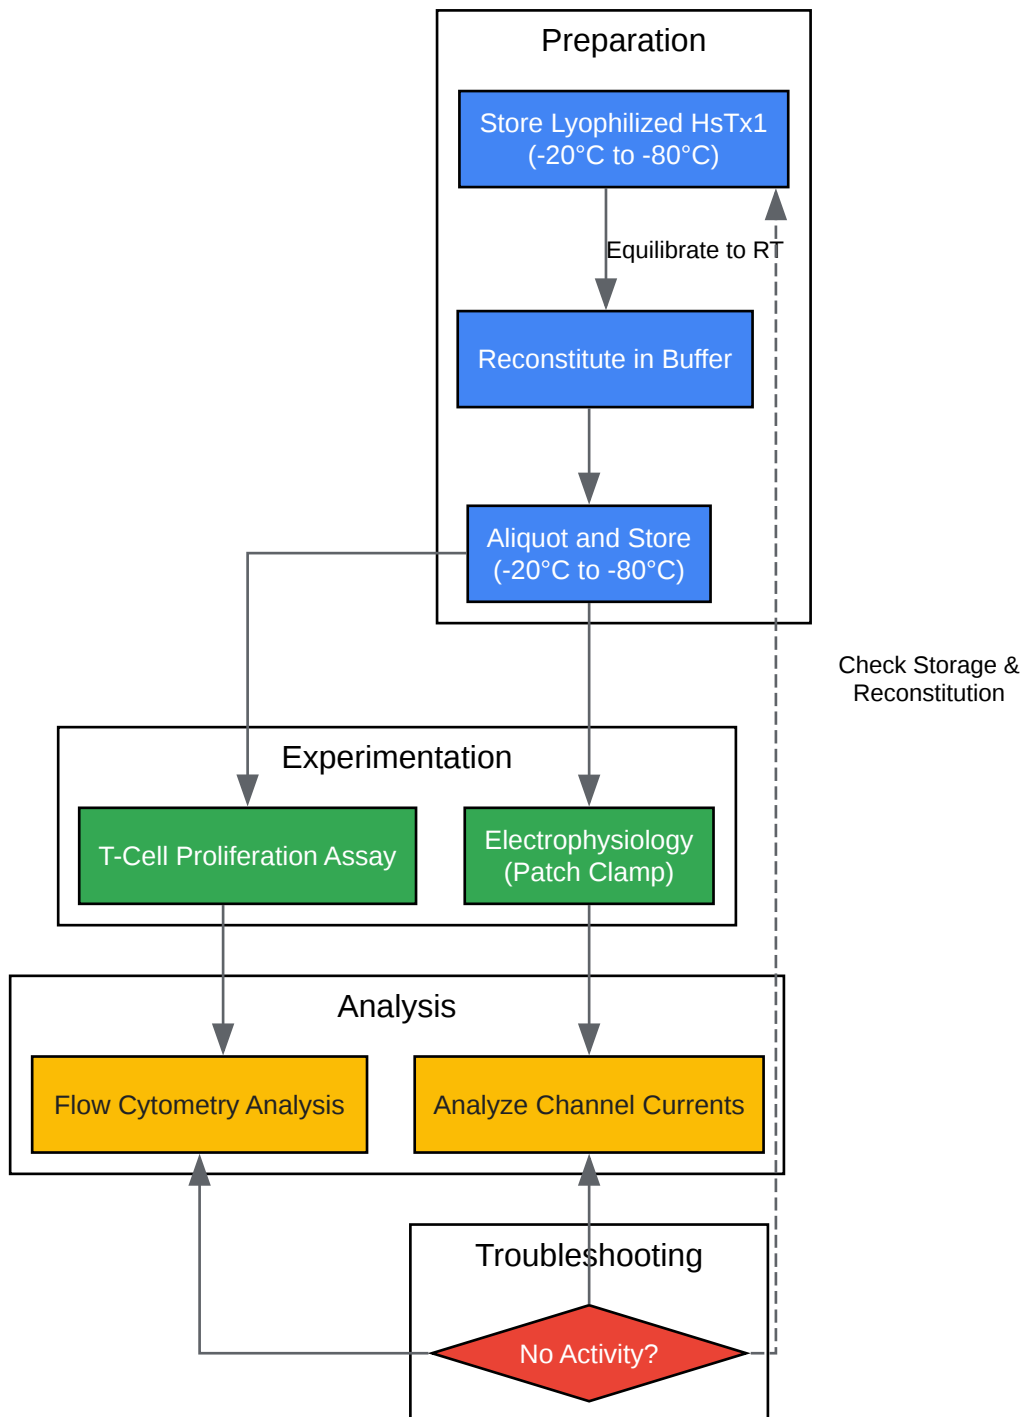 Preparation
Store Lyophilized HsTx1
(-20°C to -80°C)
Equilibrate to RT
Reconstitute in Buffer
Aliquot and Store
(-20°C to -80°C)
Check Storage &
Reconstitution
Experimentation
T-Cell Proliferation Assay
Electrophysiology
(Patch Clamp)
Analysis
Flow Cytometry Analysis
Analyze Channel Currents
Troubleshooting
No Activity?